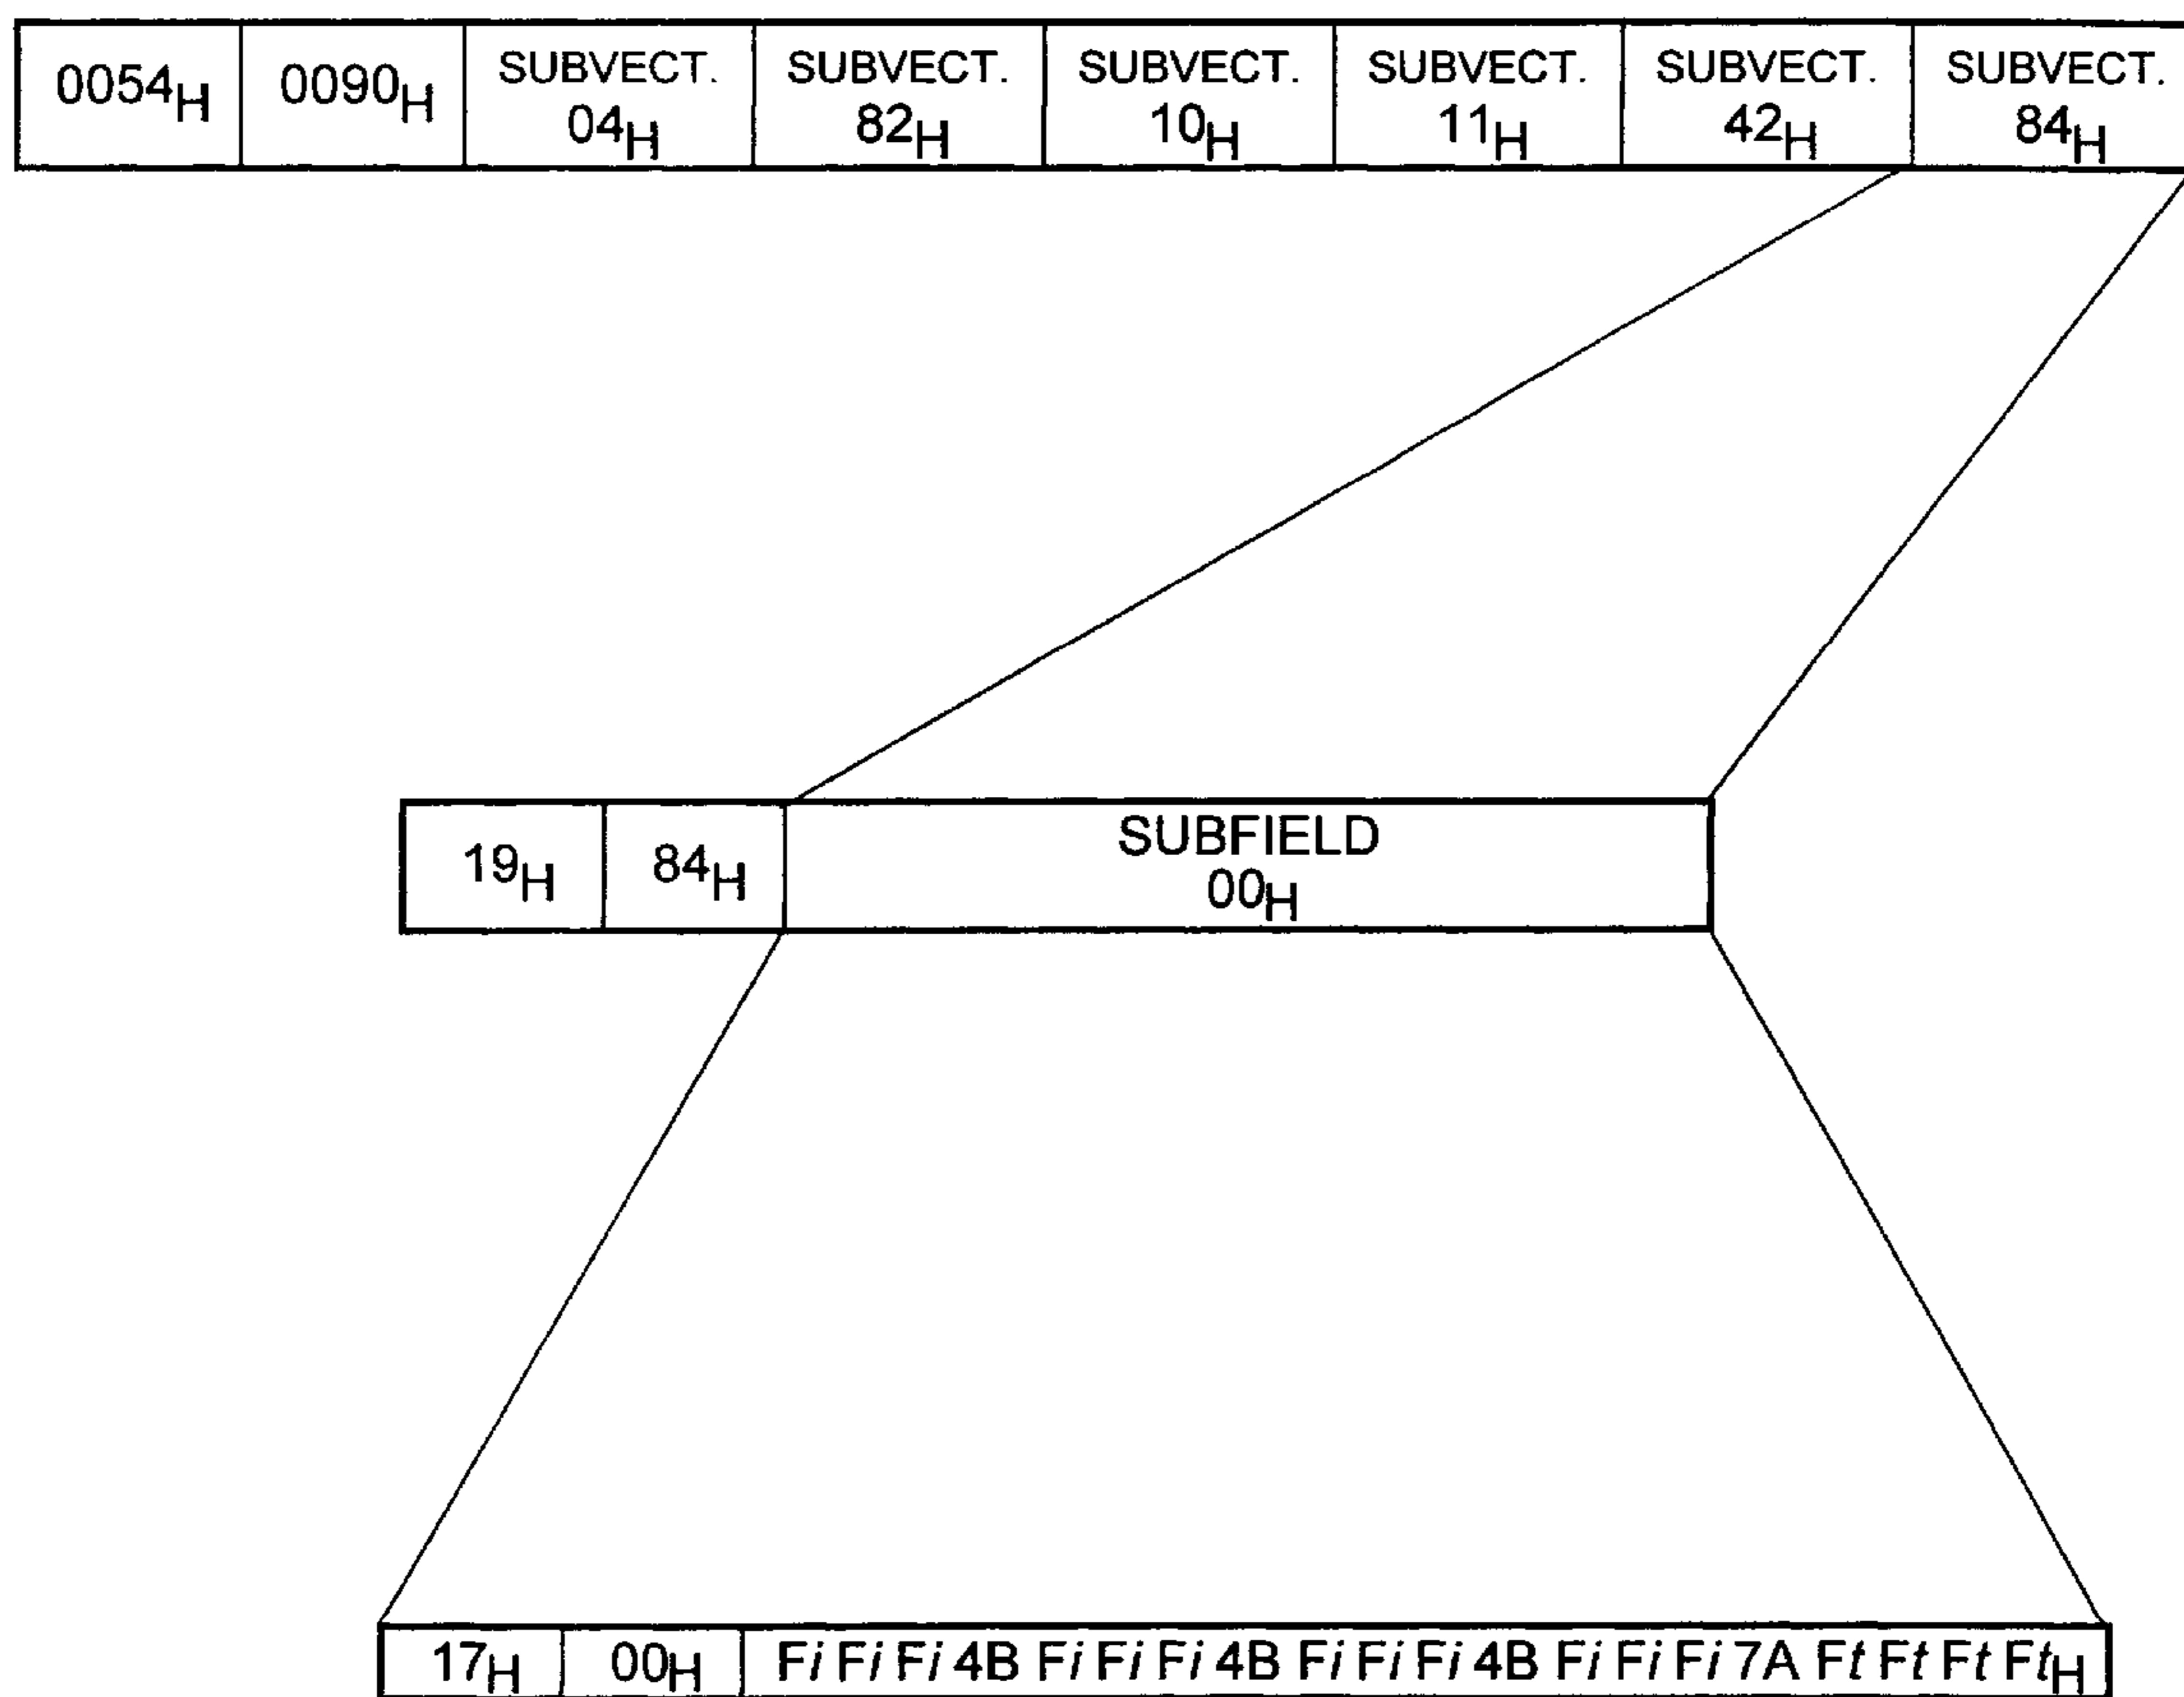 0054H 0090H SUBVECT. 04H SUBVECT. 82H SUBVECT. 10H SUBVECT. 11H SUBVECT. 42H SUBVECT. 84H
19H 84H SUBFIELD 00H
17H 00H Fi Fi Fi 4B Fi Fi Fi 4B Fi Fi Fi 4B Fi Fi Fi 7A Ft Ft Ft FtH